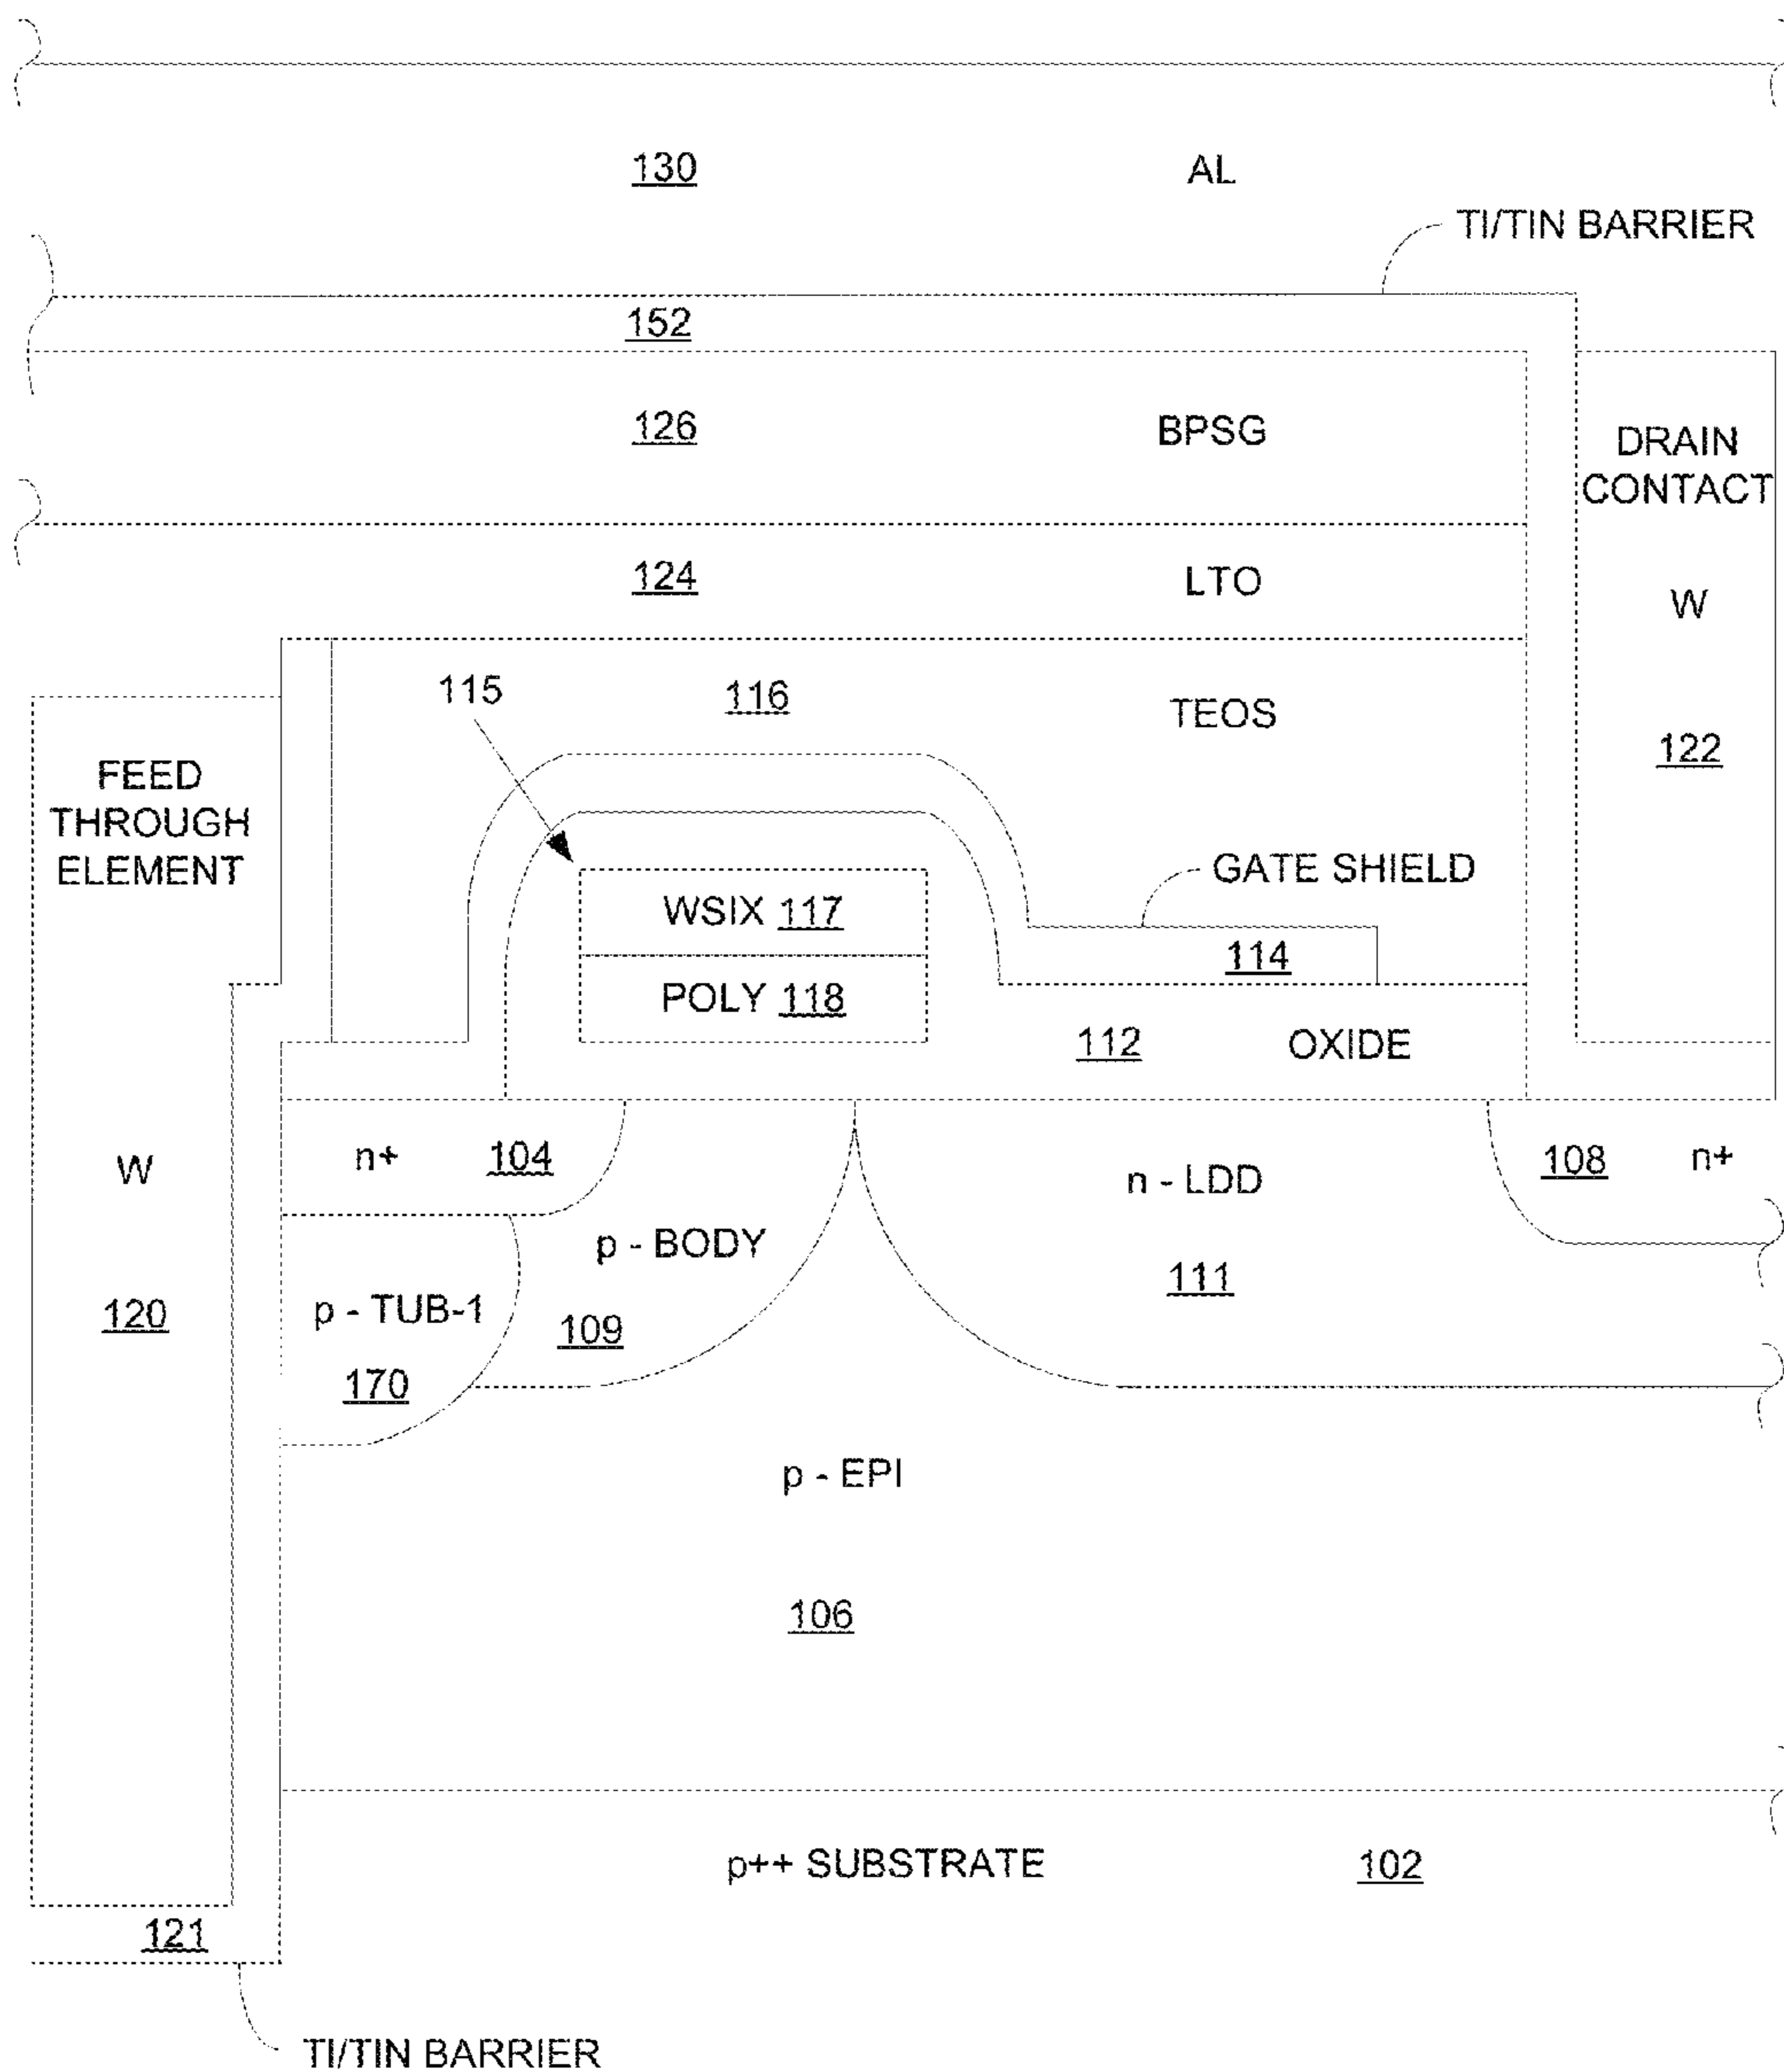 130 AL
TI/TIN BARRIER
152
126 BPSG
DRAIN
CONTACT
124 LTO
W
115 116 TEOS
122
FEED
THROUGH
ELEMENT
GATE SHIELD
WSIX 117
114
POLY 118
112 OXIDE
W
n+ 104
n - LDD
108 n+
p - BODY
111
120
p - TUB-1
109
170
p - EPI
106
p++ SUBSTRATE 102
121
TI/TIN BARRIER